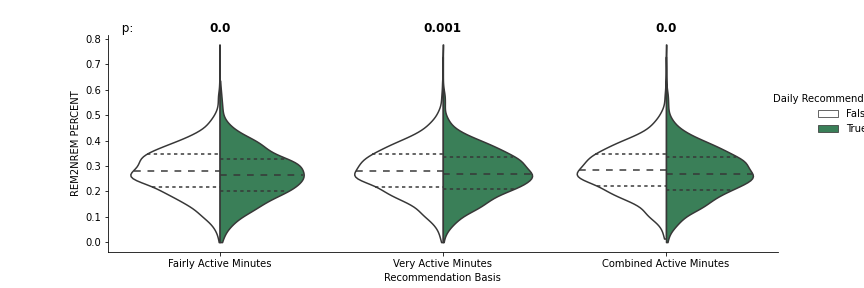 p: 0.0 0.001 0.0
0.8
0.7
0.6
0.5
0.4
0.3
0.2
0.1
0.0
REM2NREM PERCENT
Fairly Active Minutes Very Active Minutes Combined Active Minutes
Recommendation Basis
Daily Recommend
Fals
True